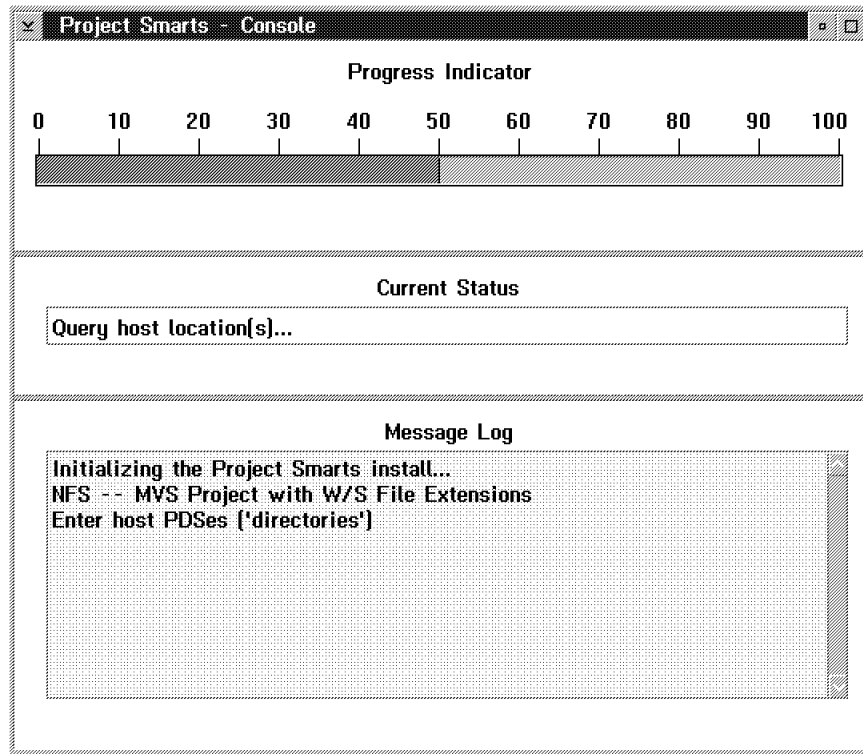 Project Smarts - Console
Progress Indicator
0 10 20 30 40 50 60 70 80 90 100
Current Status
Query host location(s)...
Message Log
Initializing the Project Smarts install...
NFS -- MVS Project with W/S File Extensions
Enter host PDSes ('directories')